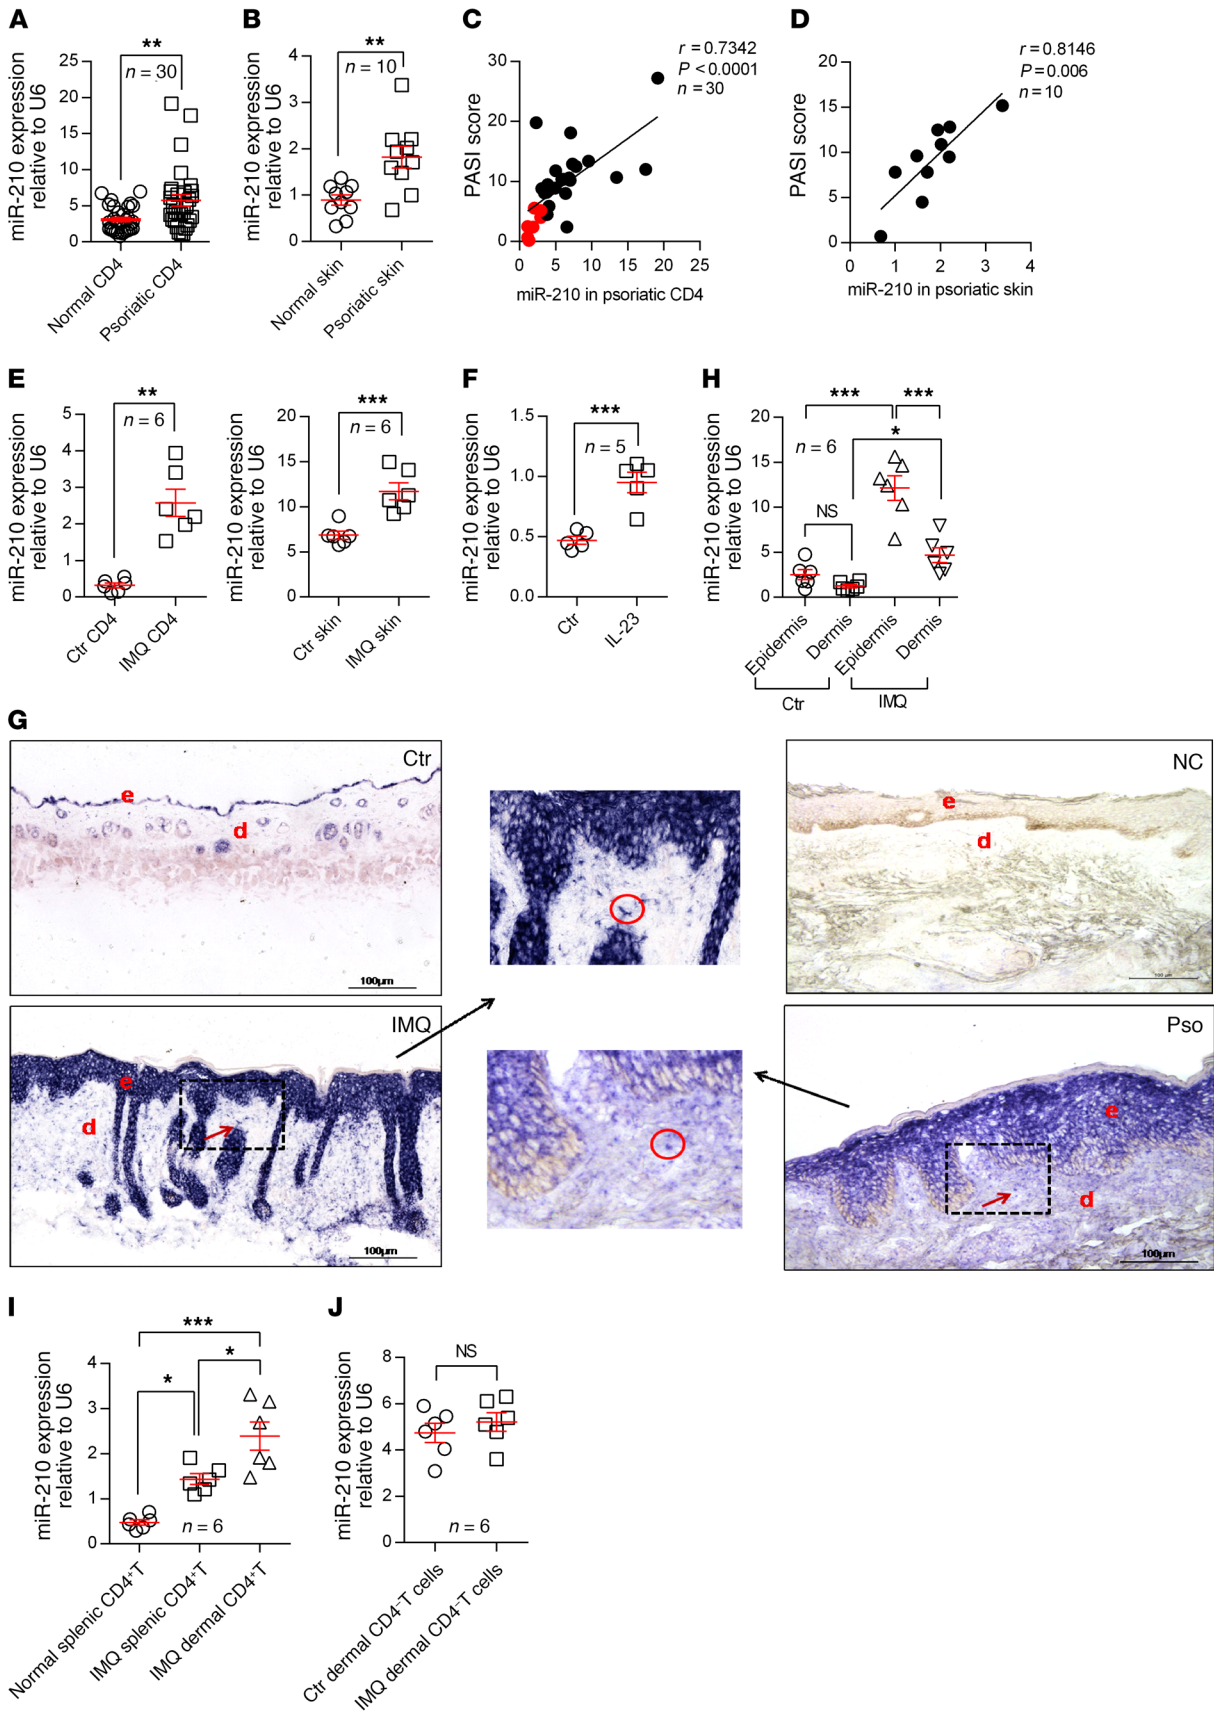 A
miR-210 expression
relative to U6
**
n = 30
25
20
15
10
5
0
Normal CD4
Psoriatic CD4
B
miR-210 expression
relative to U6
**
n = 10
4
3
2
1
0
Normal skin
Psoriatic skin
C
PASI score
r = 0.7342
P < 0.0001
n = 30
30
20
10
0
0 5 10 15 20 25
miR-210 in psoriatic CD4
D
PASI score
r = 0.8146
P = 0.006
n = 10
20
15
10
5
0
0 1 2 3 4
miR-210 in psoriatic skin
E
miR-210 expression
relative to U6
**
n = 6
5
4
3
2
1
0
Ctr CD4
IMQ CD4
miR-210 expression
relative to U6
***
n = 6
20
15
10
5
0
Ctr skin
IMQ skin
F
miR-210 expression
relative to U6
***
n = 5
1.5
1.0
0.5
0.0
Ctr
IL-23
H
miR-210 expression
relative to U6
*** ***
*
n = 6
NS
20
15
10
5
0
Epidermis
Dermis
Epidermis
Dermis
Ctr
IMQ
G
Ctr
e
d
100µm
NC
e
d
100 µm
IMQ
e
d
100µm
Pso
e
d
100µm
I
miR-210 expression
relative to U6
***
*
*
4
3
2
1
0
n = 6
Normal splenic CD4+T
IMQ splenic CD4+T
IMQ dermal CD4+T
J
miR-210 expression
relative to U6
NS
8
6
4
2
0
n = 6
Ctr dermal CD4−T cells
IMQ dermal CD4−T cells